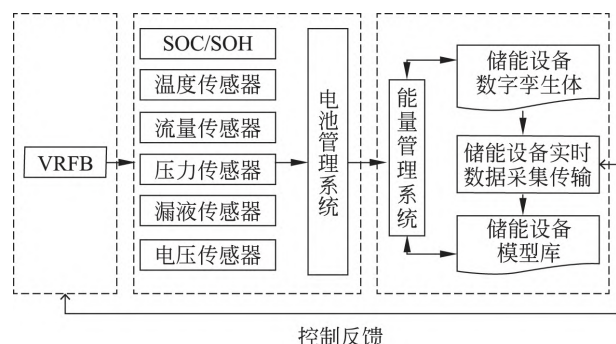 VRFB
SOC/SOH
温度传感器
流量传感器
压力传感器
漏液传感器
电压传感器
电池管理系统
能量管理系统
储能设备
数字孪生体
储能设备实时
数据采集传输
储能设备
模型库
控制反馈